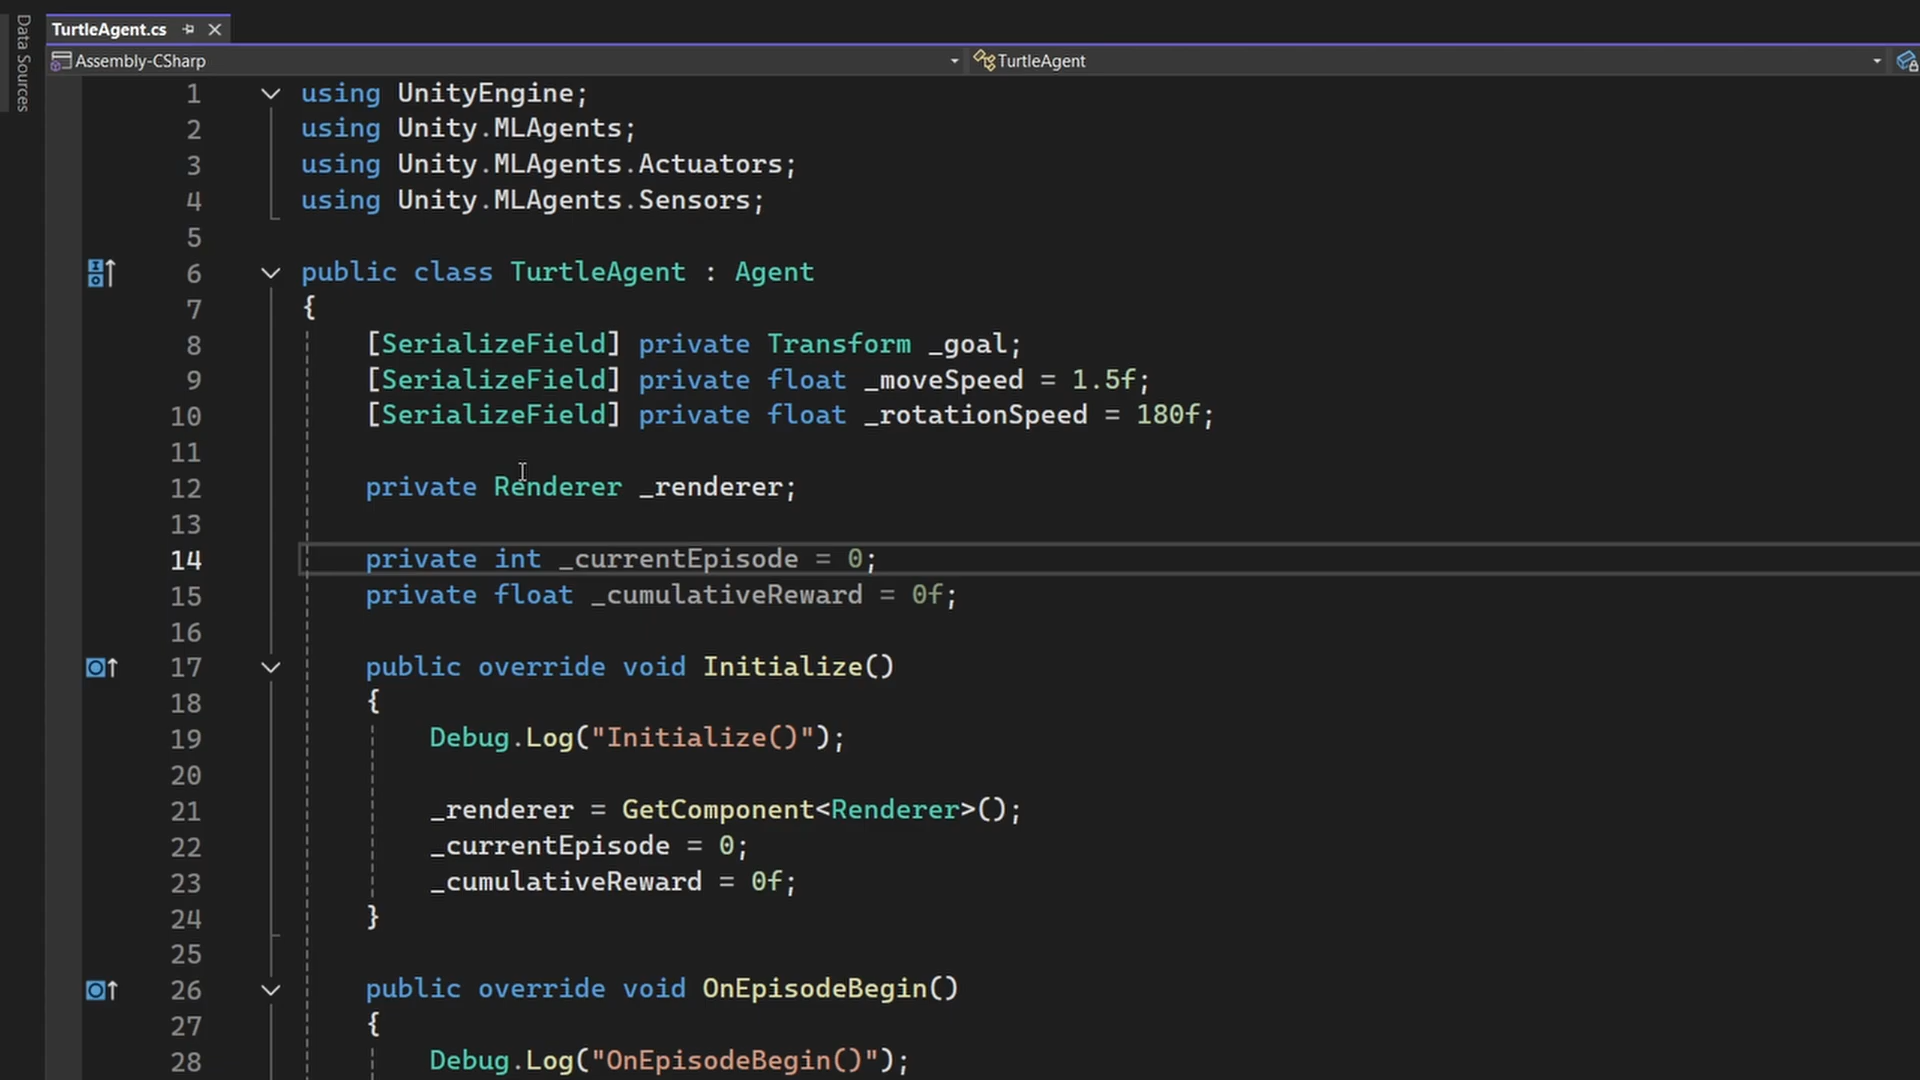 Data Sources
TurtleAgent.cs
Assembly-CSharp
TurtleAgent
1 using UnityEngine;
2 using Unity.MLAgents;
3 using Unity.MLAgents.Actuators;
4 using Unity.MLAgents.Sensors;
5
6 public class TurtleAgent : Agent
7 {
8 [SerializeField] private Transform _goal;
9 [SerializeField] private float _moveSpeed = 1.5f;
10 [SerializeField] private float _rotationSpeed = 180f;
11
12 private Renderer _renderer;
13
14 private int _currentEpisode = 0;
15 private float _cumulativeReward = 0f;
16
17 public override void Initialize()
18 {
19 Debug.Log("Initialize()");
20
21 _renderer = GetComponent<Renderer>();
22 _currentEpisode = 0;
23 _cumulativeReward = 0f;
24 }
25
26 public override void OnEpisodeBegin()
27 {
28 Debug.Log("OnEpisodeBegin()");